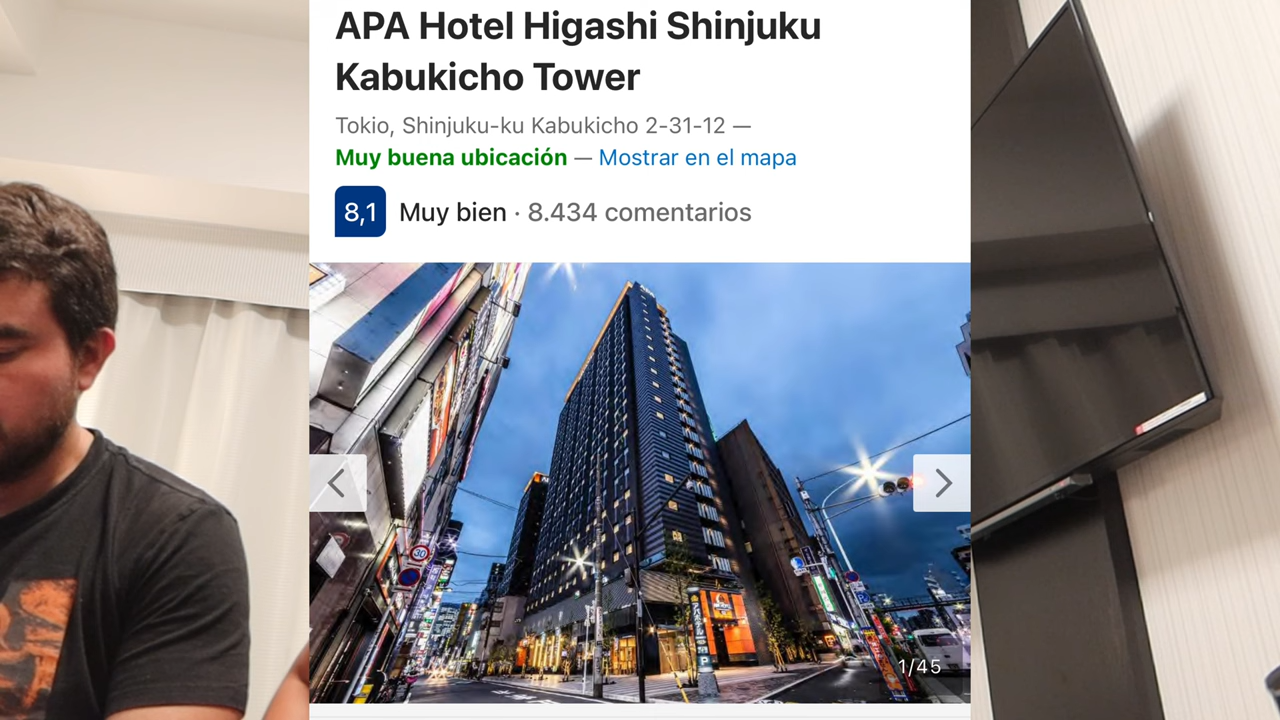 APA Hotel Higashi Shinjuku
Kabukicho Tower
Tokio, Shinjuku-ku Kabukicho 2-31-12 —
Muy buena ubicación — Mostrar en el mapa
8,1 Muy bien · 8.434 comentarios
30
1/45